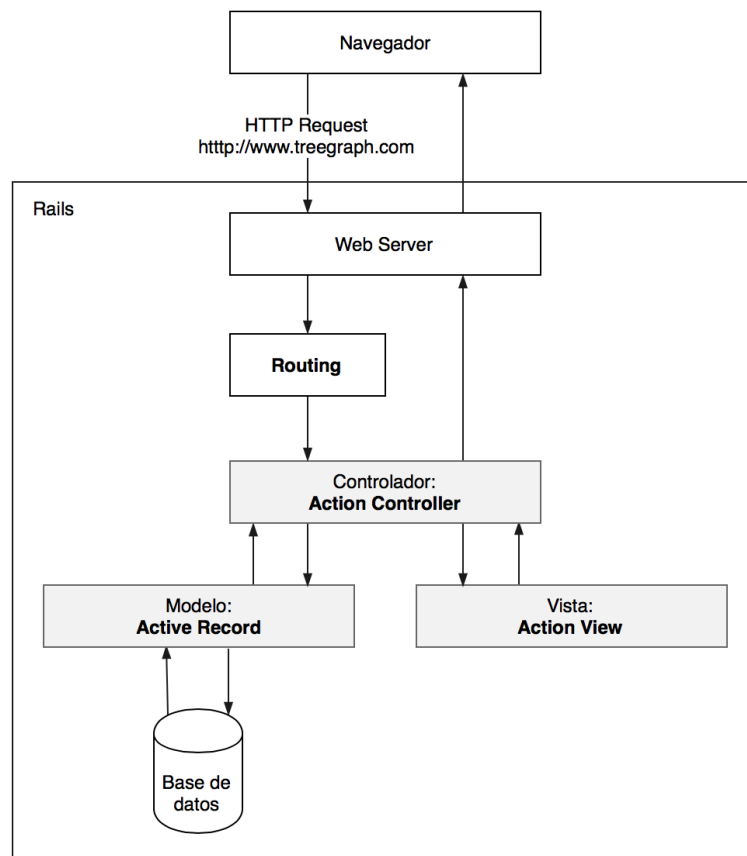 Navegador
HTTP Request
htttp://www.treegraph.com
Rails
Web Server
Routing
Controlador:
Action Controller
Modelo:
Active Record
Vista:
Action View
Base de
datos